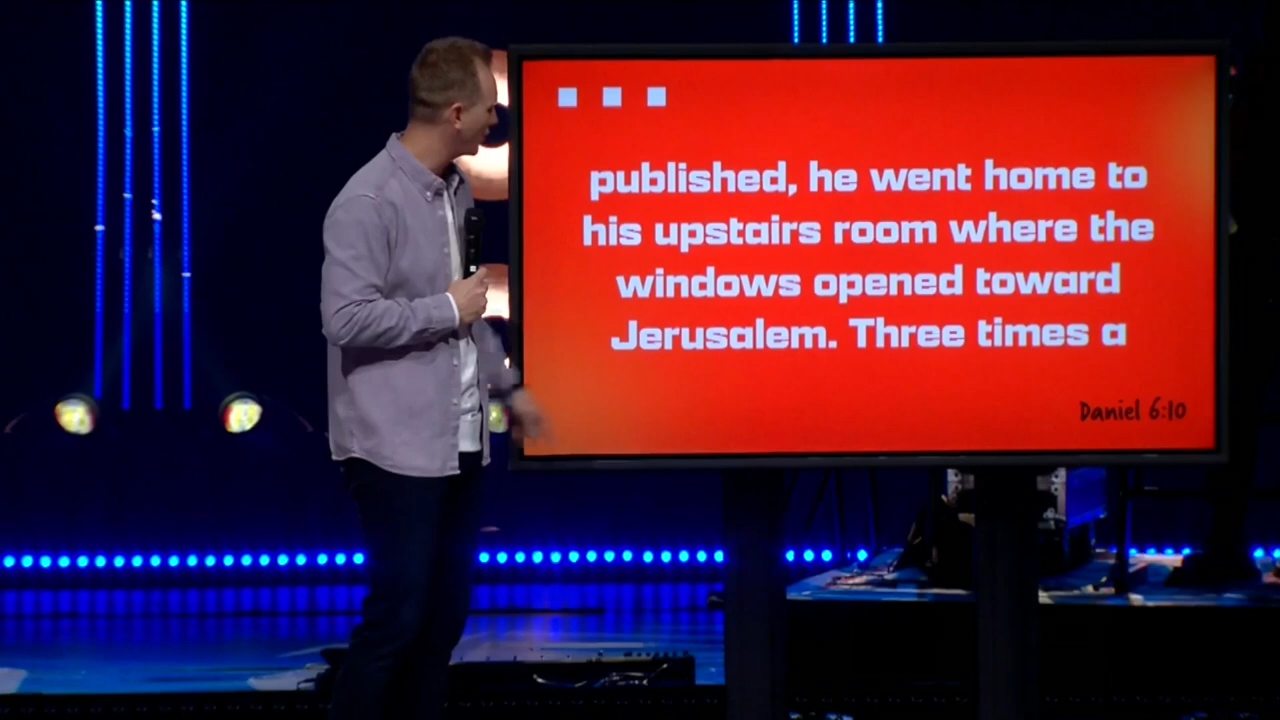 published, he went home to
his upstairs room where the
windows opened toward
Jerusalem. Three times a
Daniel 6:10